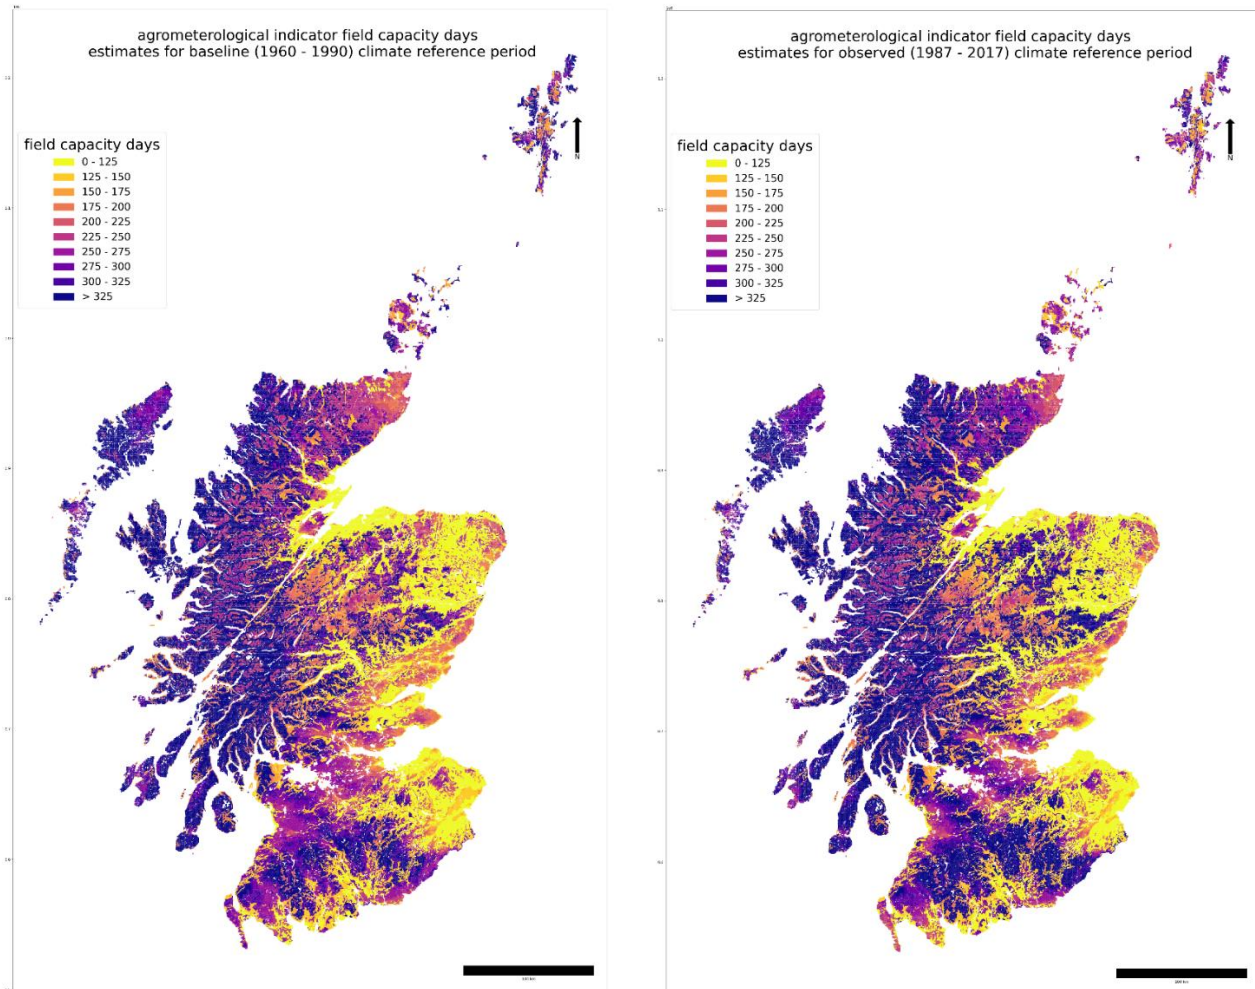 agrometerological indicator field capacity days
estimates for baseline (1960 - 1990) climate reference period
field capacity days
0 - 125
125 - 150
150 - 175
175 - 200
200 - 225
225 - 250
250 - 275
275 - 300
300 - 325
> 325
N
agrometerological indicator field capacity days
estimates for observed (1987 - 2017) climate reference period
field capacity days
0 - 125
125 - 150
150 - 175
175 - 200
200 - 225
225 - 250
250 - 275
275 - 300
300 - 325
> 325
N